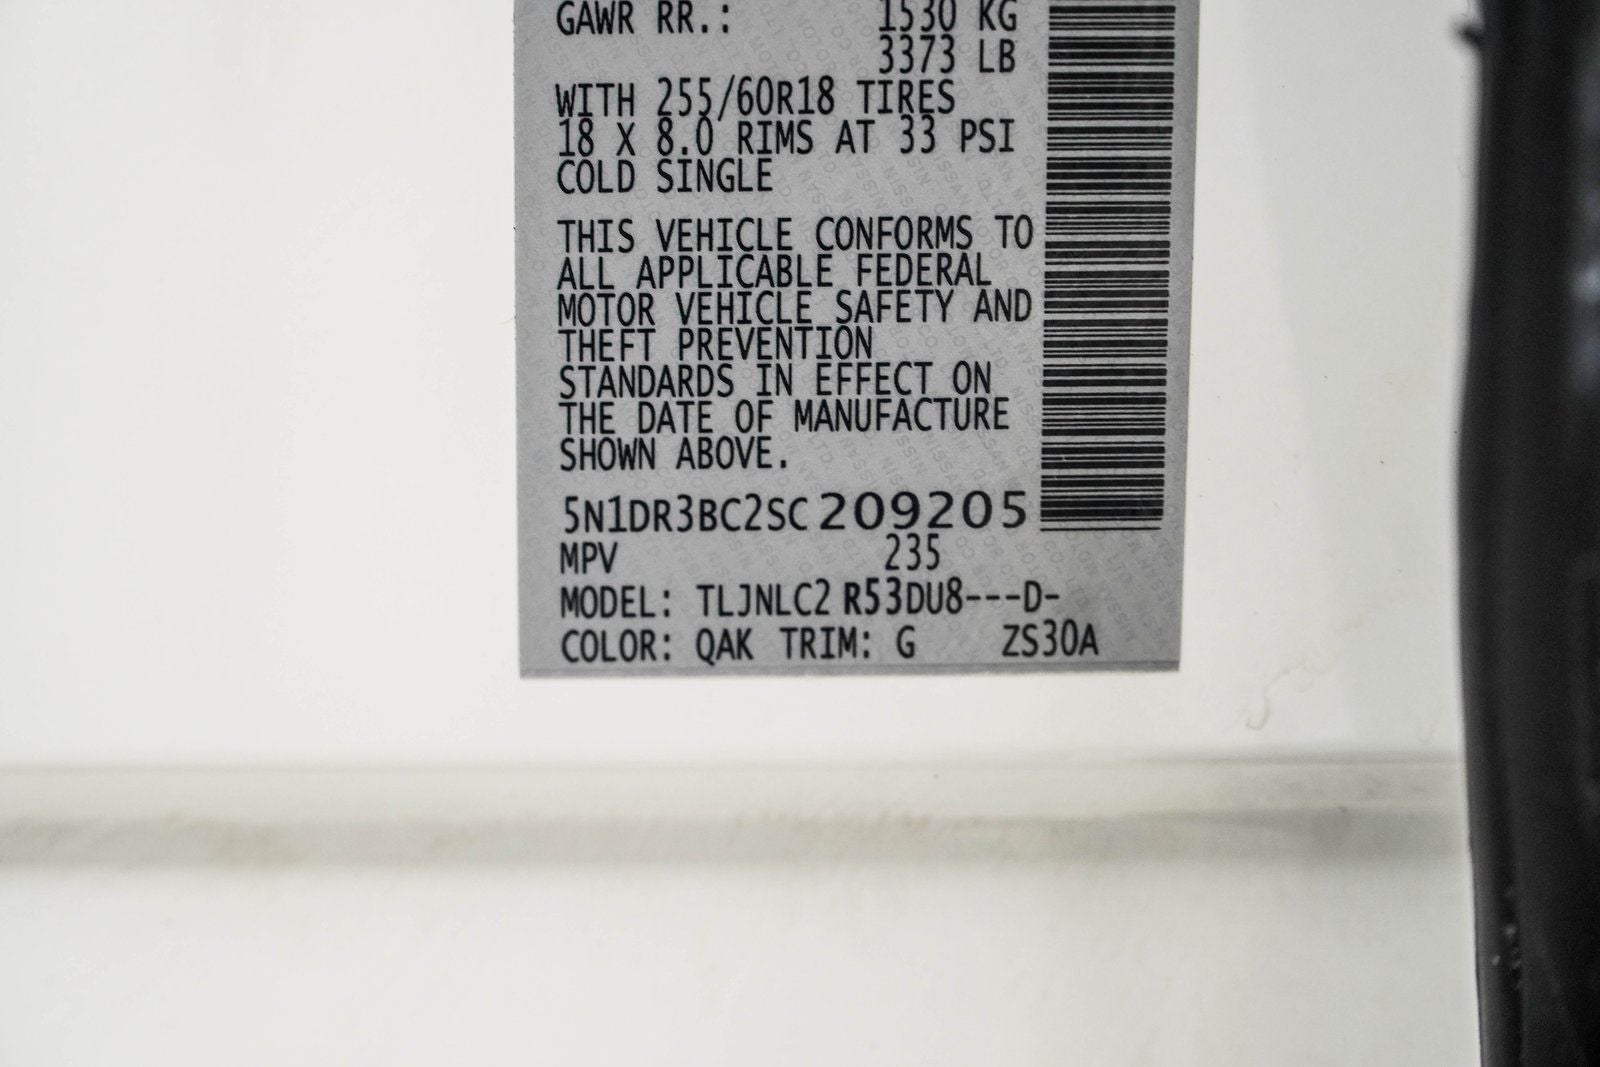 GAWR RR.: 1530 KG
3373 LB
WITH 255/60R18 TIRES
18 X 8.0 RIMS AT 33 PSI
COLD SINGLE
THIS VEHICLE CONFORMS TO
ALL APPLICABLE FEDERAL
MOTOR VEHICLE SAFETY AND
THEFT PREVENTION
STANDARDS IN EFFECT ON
THE DATE OF MANUFACTURE
SHOWN ABOVE.
5N1DR3BC2SC209205
MPV 235
MODEL: TLJNLC2 R53DU8---D-
COLOR: QAK TRIM: G ZS30A